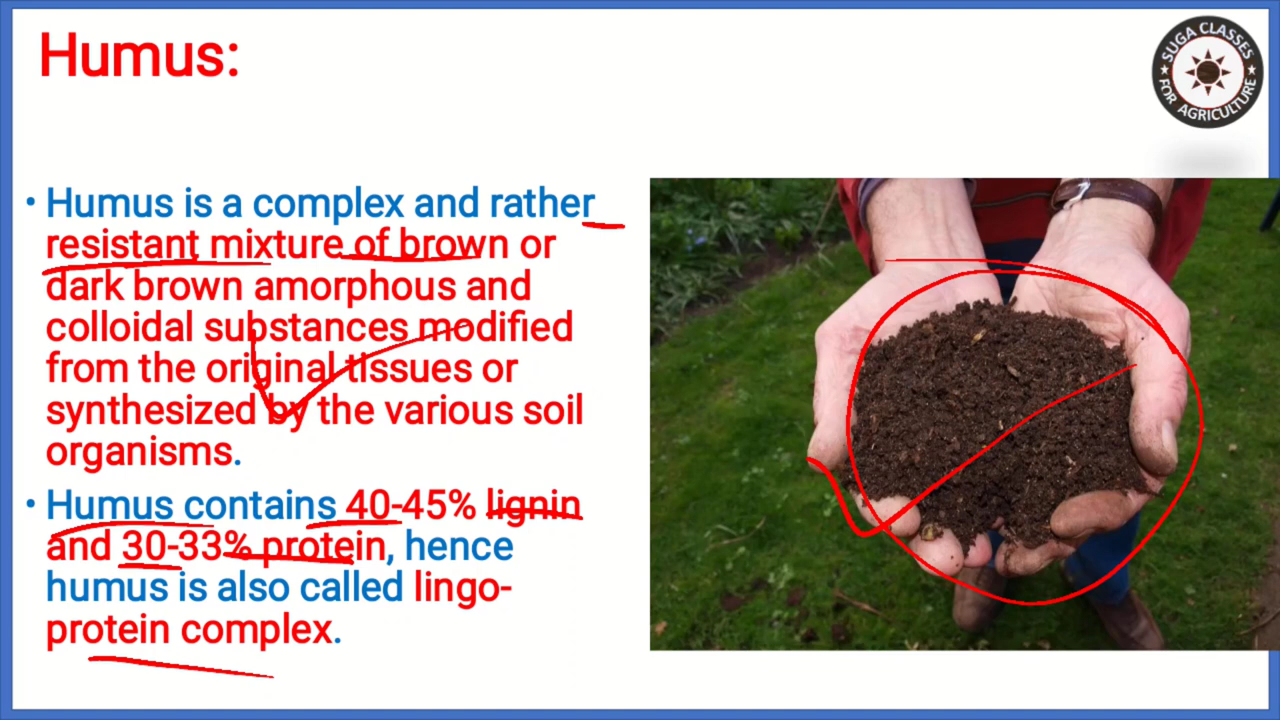 Humus:
SUGA CLASSES
FOR AGRICULTURE
• Humus is a complex and rather
resistant mixture of brown or
dark brown amorphous and
colloidal substances modified
from the original tissues or
synthesized by the various soil
organisms.
• Humus contains 40-45% lignin
and 30-33% protein, hence
humus is also called lingo-
protein complex.